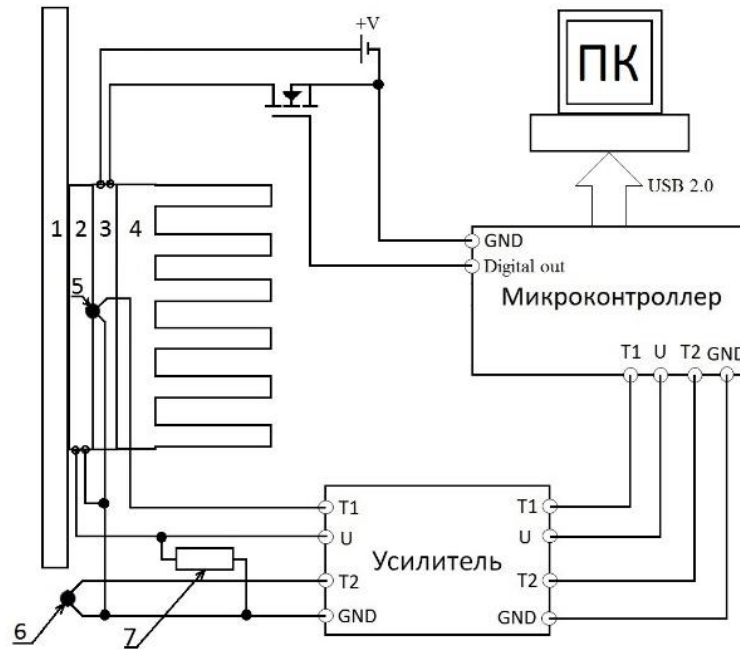 +V
ПК
USB 2.0
1 2 3 4
GND
Digital out
Микроконтроллер
5
T1 U T2 GND
T1 T1
U U
Усилитель
T2 T2
GND GND
6 7